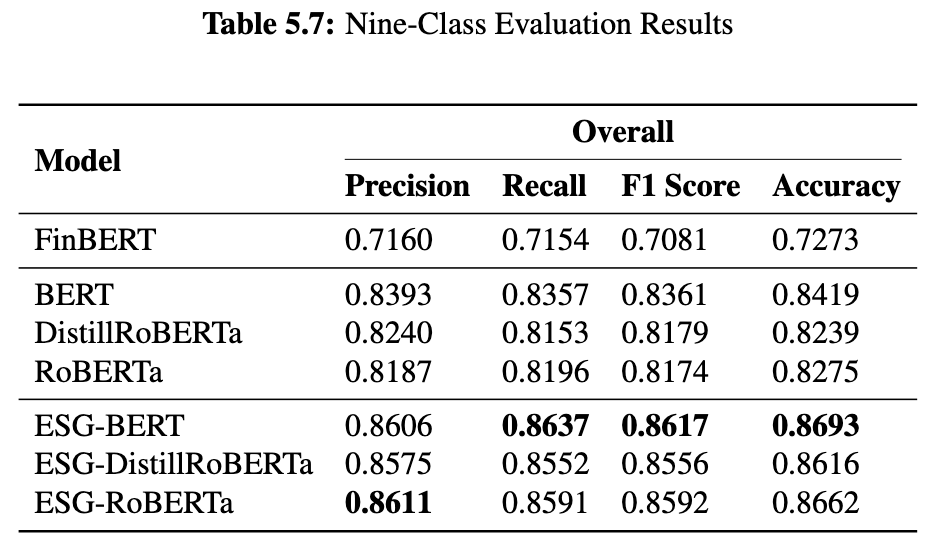 Table 5.7: Nine-Class Evaluation Results
Model
Overall
Precision Recall F1 Score Accuracy
FinBERT 0.7160 0.7154 0.7081 0.7273
BERT 0.8393 0.8357 0.8361 0.8419
DistillRoBERTa 0.8240 0.8153 0.8179 0.8239
RoBERTa 0.8187 0.8196 0.8174 0.8275
ESG-BERT 0.8606 0.8637 0.8617 0.8693
ESG-DistillRoBERTa 0.8575 0.8552 0.8556 0.8616
ESG-RoBERTa 0.8611 0.8591 0.8592 0.8662